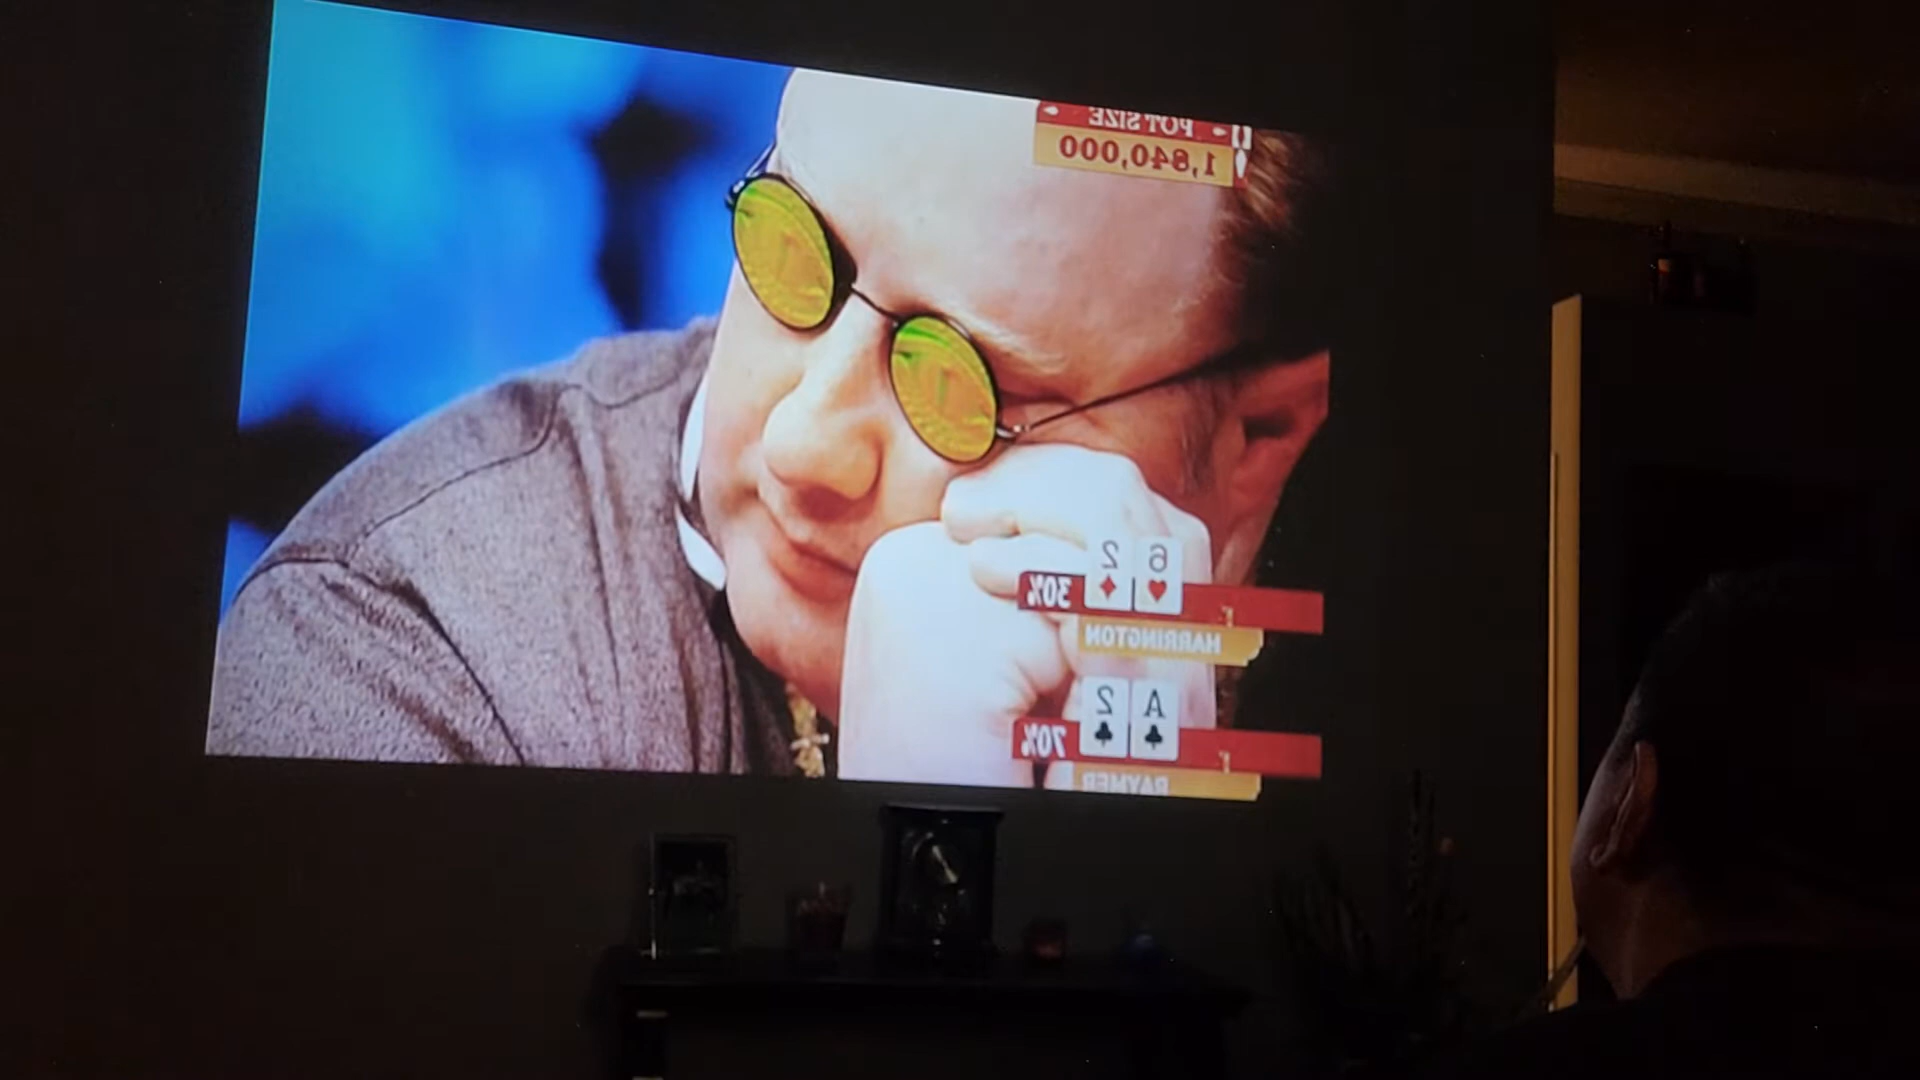 POT SIZE
1,840,000
6 2 30%
HARRINGTON
A 2 70%
RAYMER